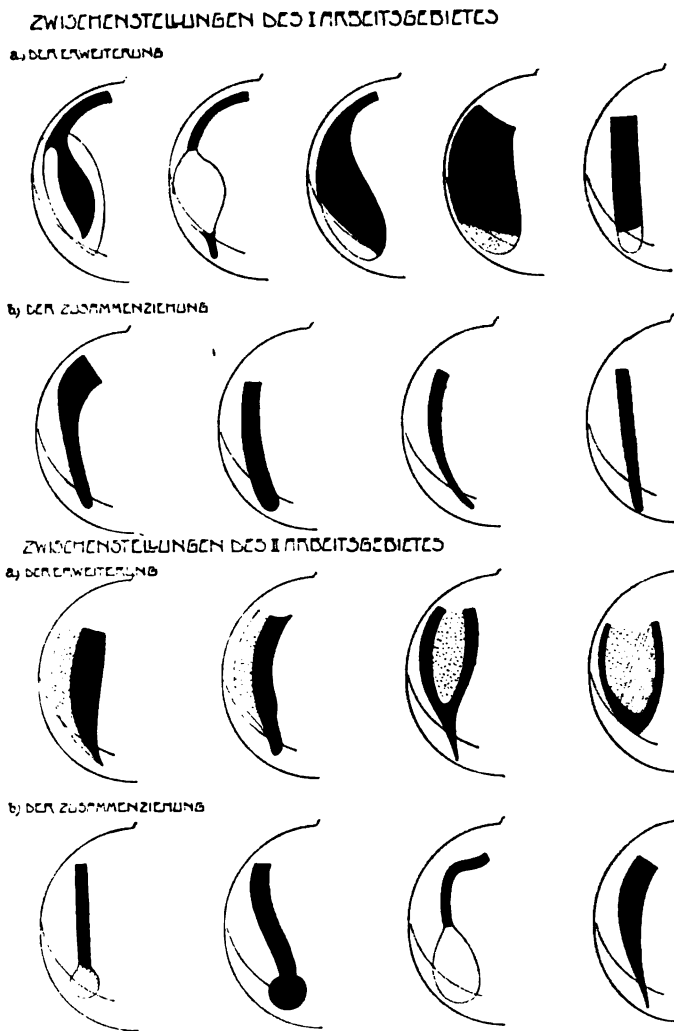 ZWISCHENSTELLUNGEN DES I ARBEITSGEBIETES
a) DER ERWEITERUNG
b) DER ZUSAMMENZIEHUNG
ZWISCHENSTELLUNGEN DES II ARBEITSGEBIETES
a) DER ERWEITERUNG
b) DER ZUSAMMENZIEHUNG